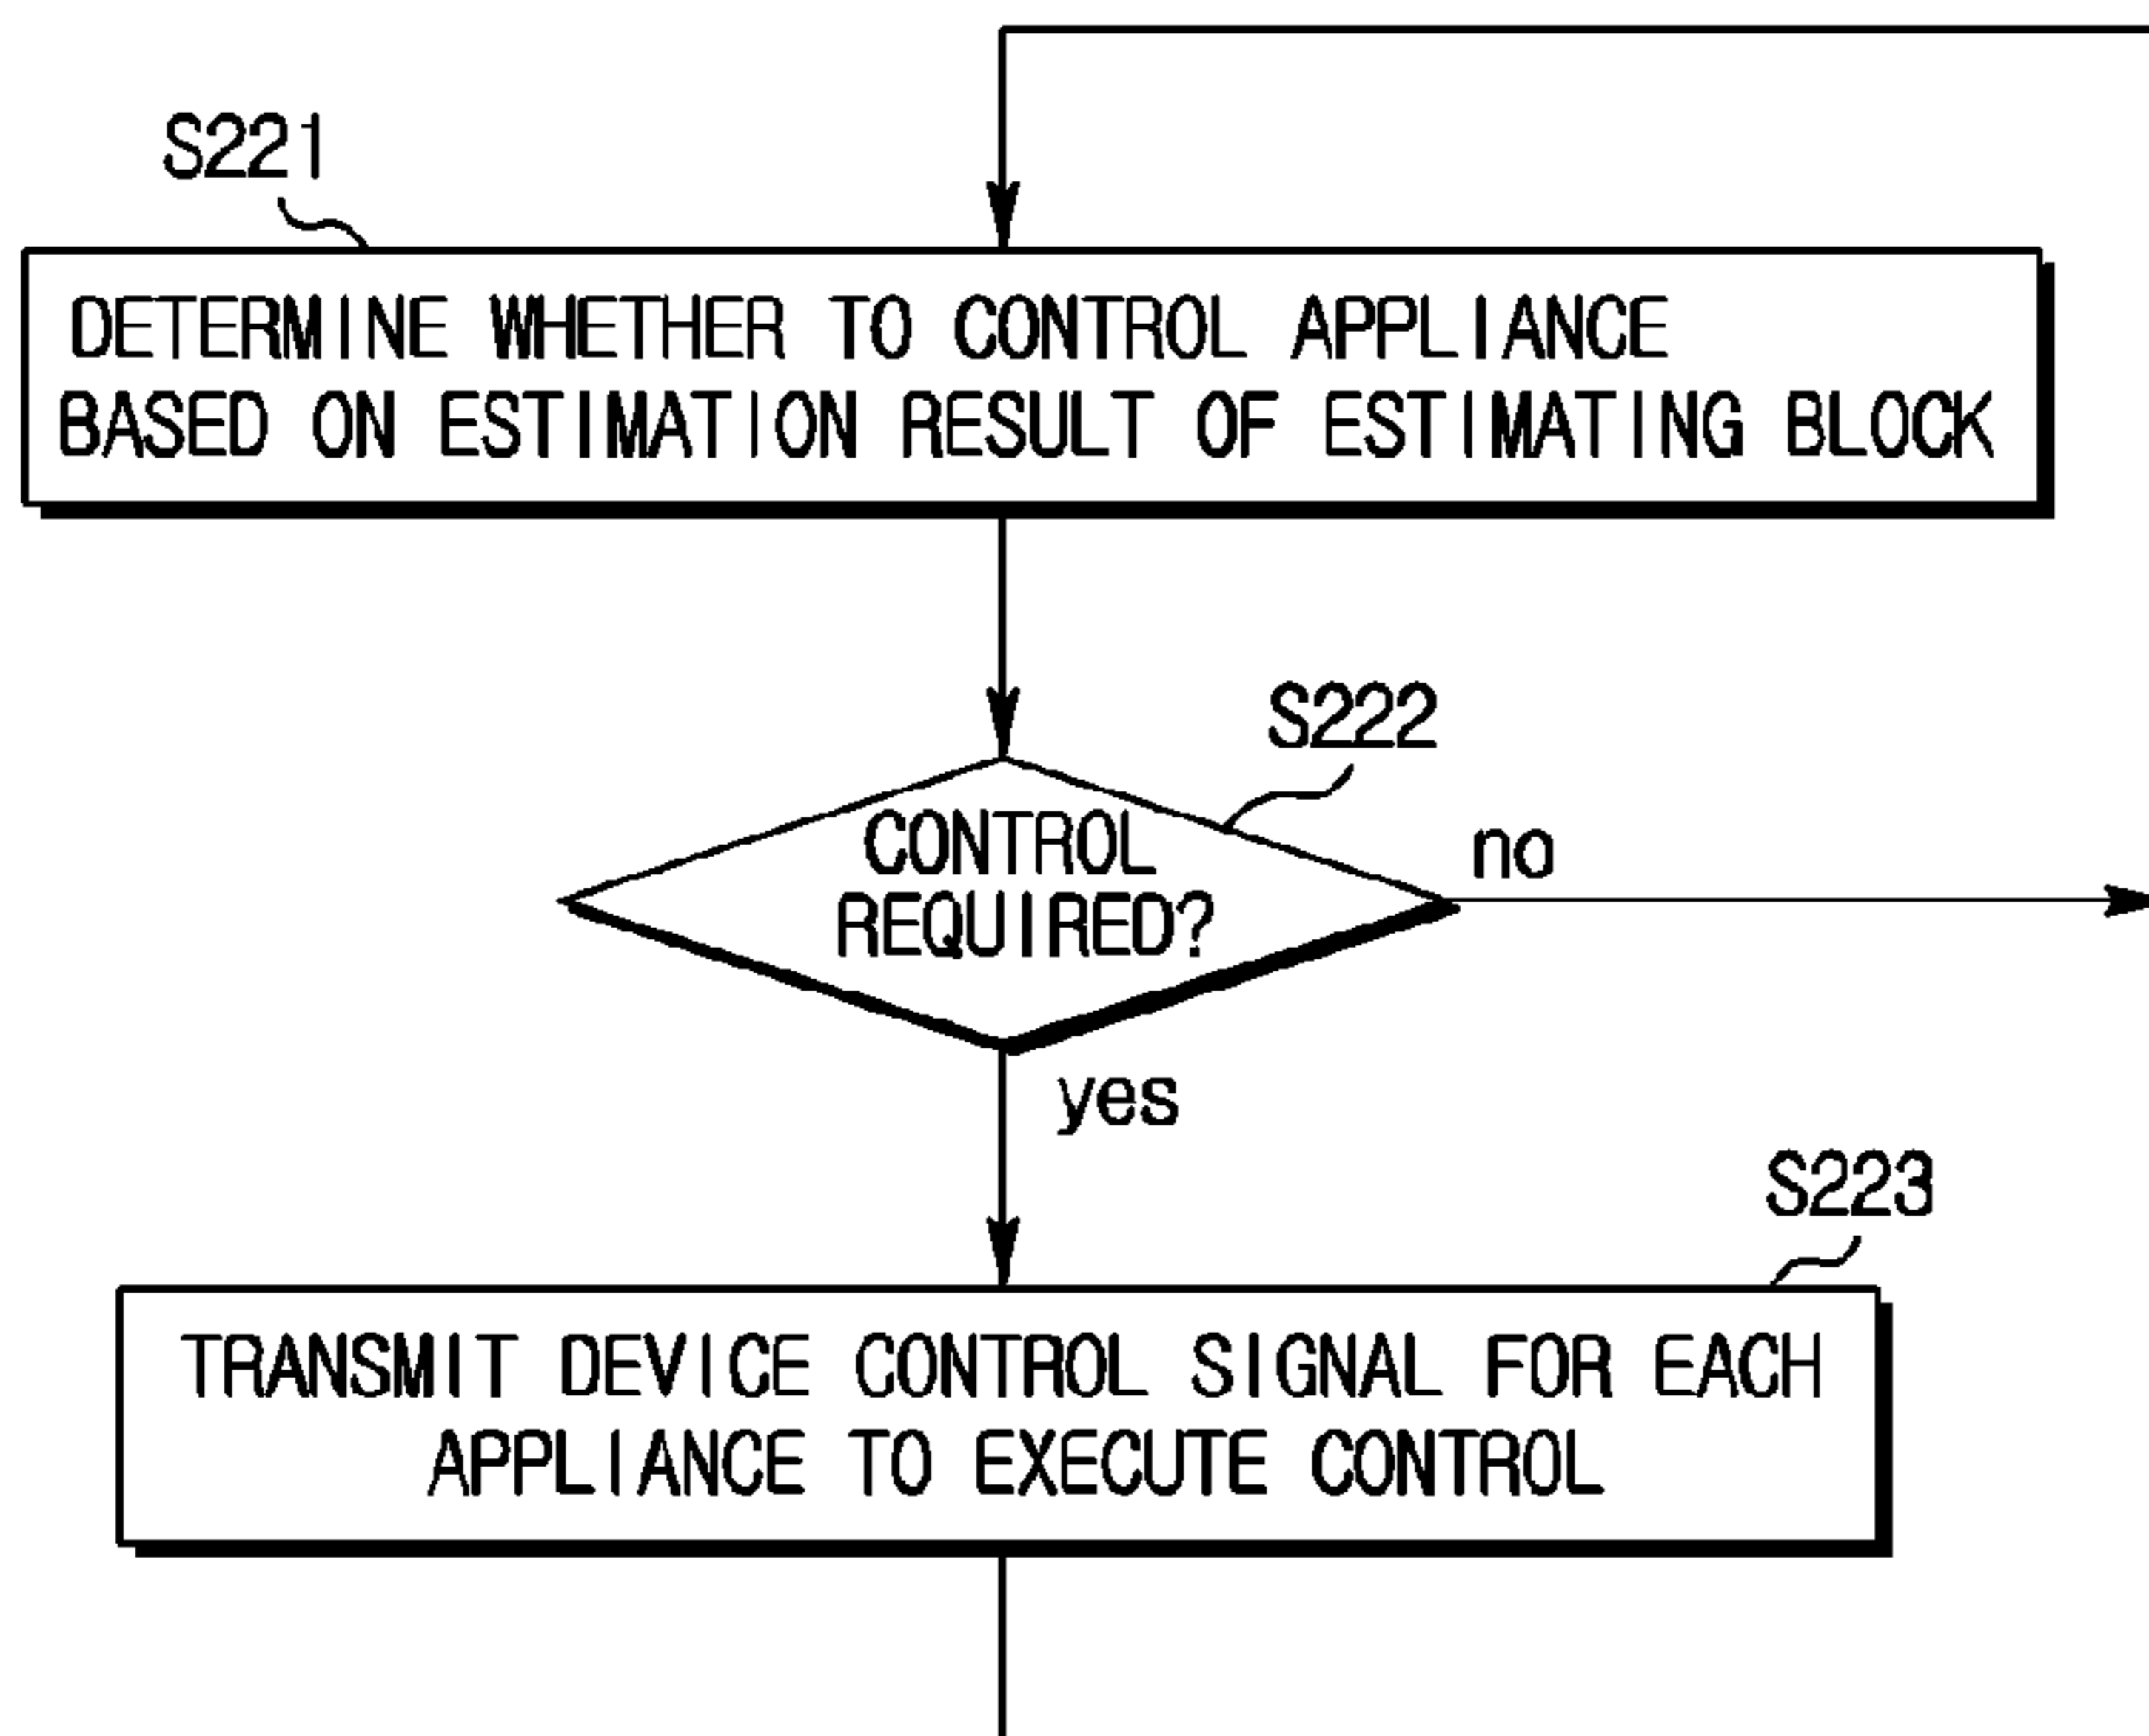 S221
DETERMINE WHETHER TO CONTROL APPLIANCE
BASED ON ESTIMATION RESULT OF ESTIMATING BLOCK
S222
CONTROL
REQUIRED?
no
yes
S223
TRANSMIT DEVICE CONTROL SIGNAL FOR EACH
APPLIANCE TO EXECUTE CONTROL